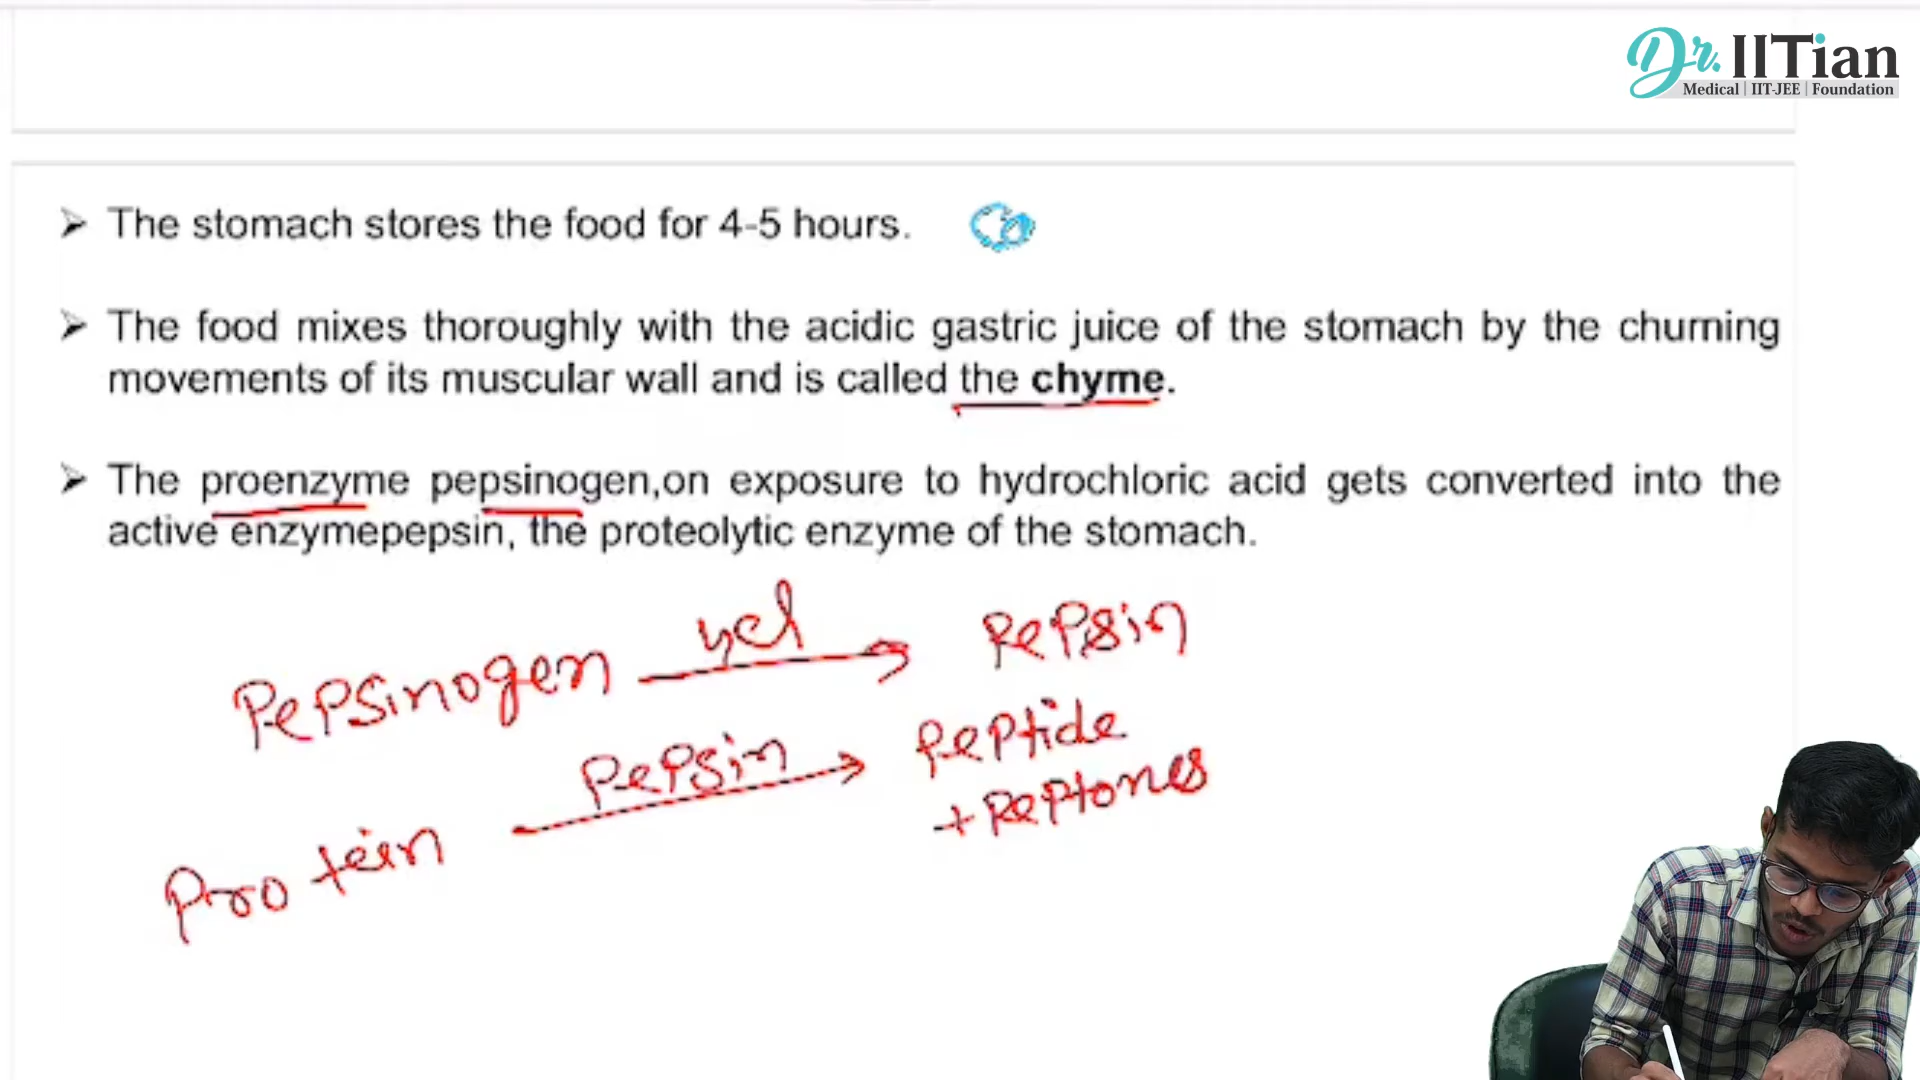 Dr. IITian
Medical | IIT-JEE | Foundation
➢ The stomach stores the food for 4-5 hours.
➢ The food mixes thoroughly with the acidic gastric juice of the stomach by the churning
movements of its muscular wall and is called the chyme.
➢ The proenzyme pepsinogen,on exposure to hydrochloric acid gets converted into the
active enzymepepsin, the proteolytic enzyme of the stomach.
Pepsinogen Hcl → Pepsin
Protein Pepsin → Peptide
+ Peptones